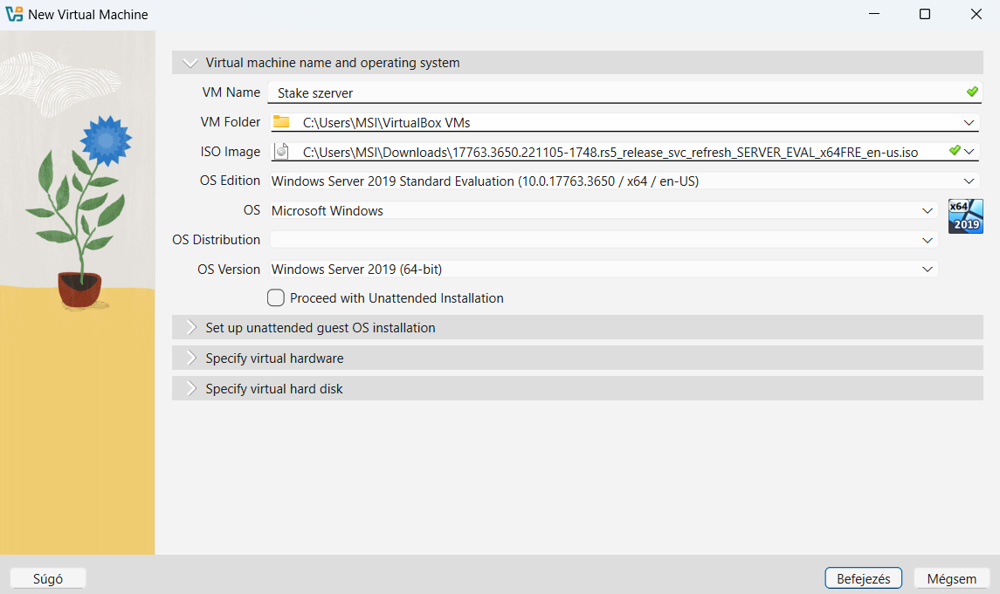 New Virtual Machine
Virtual machine name and operating system
VM Name Stake szerver
VM Folder C:\Users\MSI\VirtualBox VMs
ISO Image C:\Users\MSI\Downloads\17763.3650.221105-1748.rs5_release_svc_refresh_SERVER_EVAL_x64FRE_en-us.iso
OS Edition Windows Server 2019 Standard Evaluation (10.0.17763.3650 / x64 / en-US)
OS Microsoft Windows
x64
2019
OS Distribution
OS Version Windows Server 2019 (64-bit)
Proceed with Unattended Installation
Set up unattended guest OS installation
Specify virtual hardware
Specify virtual hard disk
Súgó Befejezés Mégsem